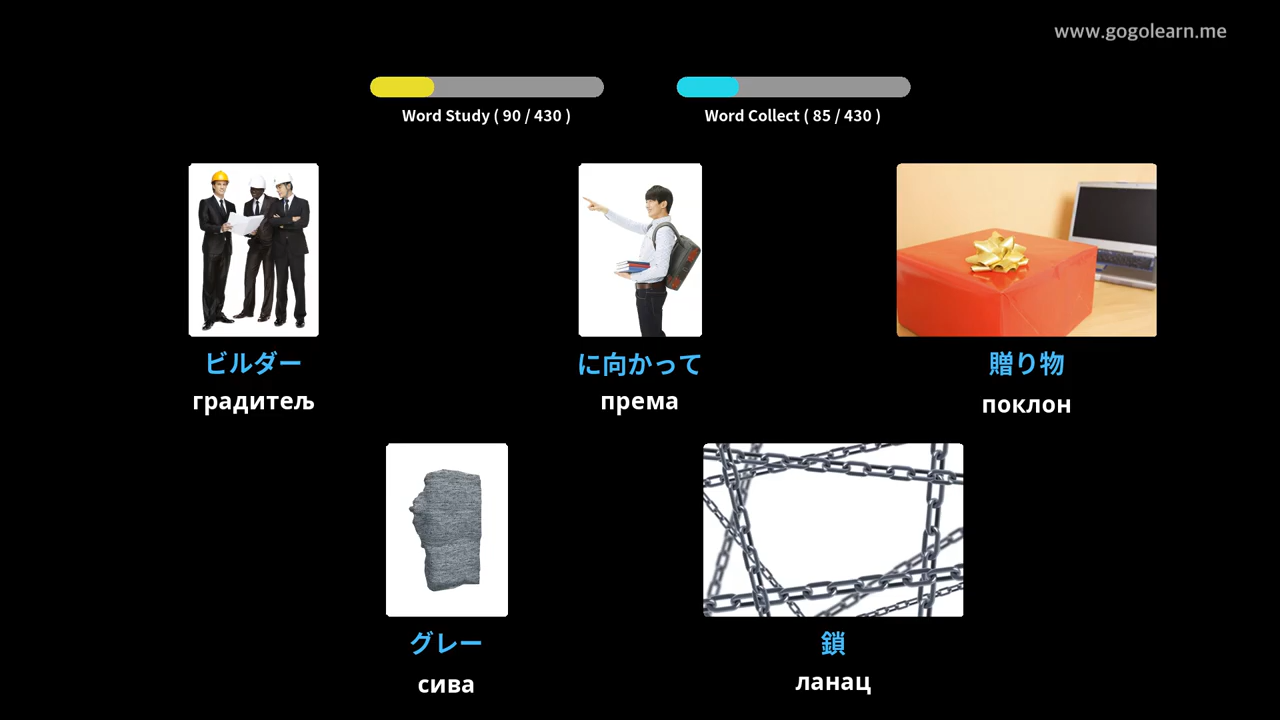 www.gogolearn.me
Word Study ( 90 / 430 )
Word Collect ( 85 / 430 )
ビルダー
градитељ
に向かって
према
贈り物
поклон
グレー
сива
鎖
ланац